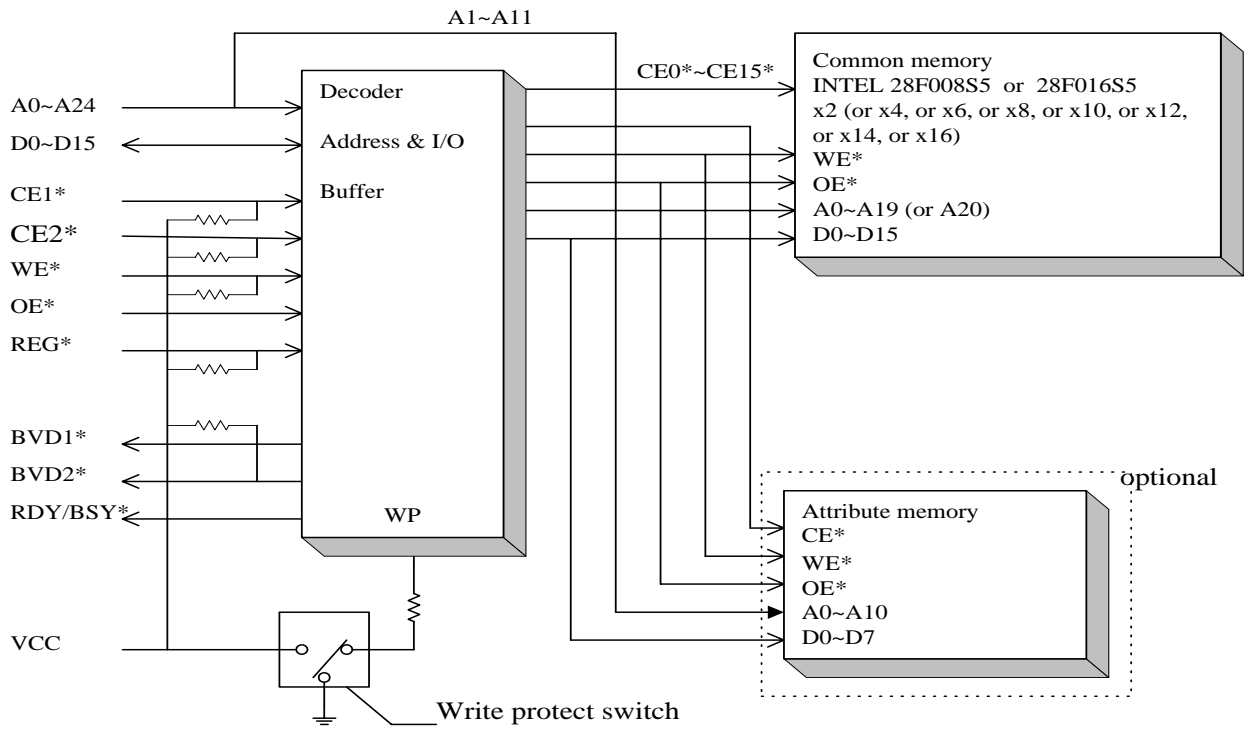 A1~A11
A0~A24
D0~D15
CE1*
CE2*
WE*
OE*
REG*
BVD1*
BVD2*
RDY/BSY*
VCC
Decoder
Address & I/O
Buffer
WP
Write protect switch
CE0*~CE15*
Common memory
INTEL 28F008S5 or 28F016S5
x2 (or x4, or x6, or x8, or x10, or x12,
or x14, or x16)
WE*
OE*
A0~A19 (or A20)
D0~D15
optional
Attribute memory
CE*
WE*
OE*
A0~A10
D0~D7